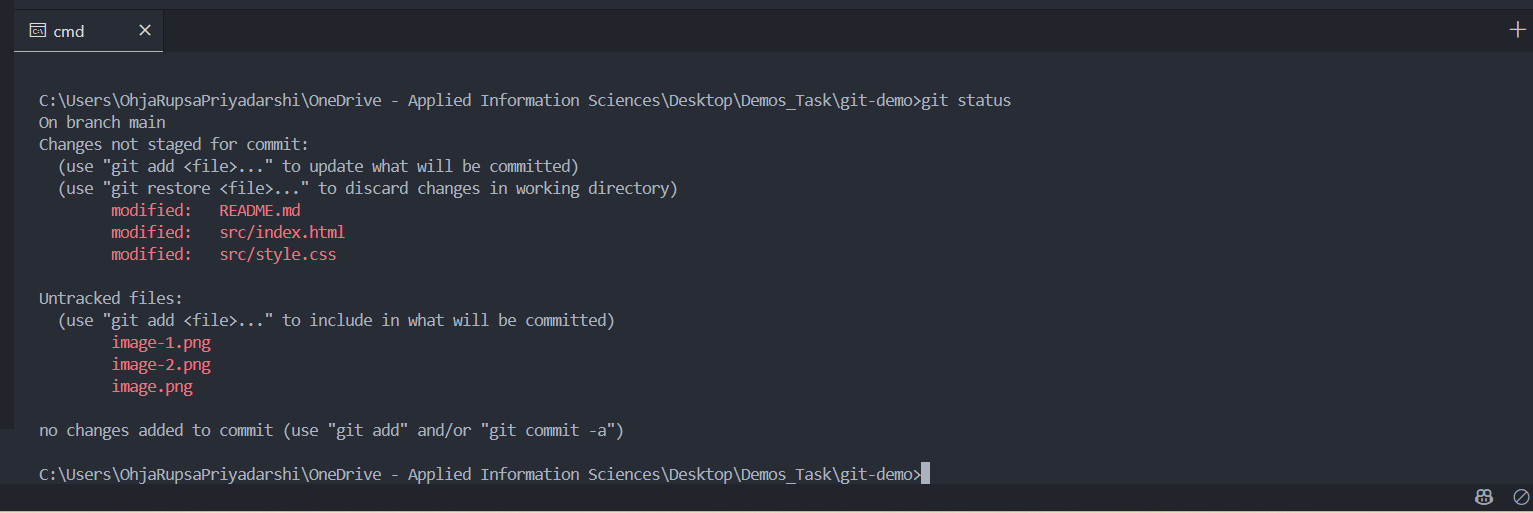 cmd
C:\Users\OhjaRupsaPriyadarshi\OneDrive - Applied Information Sciences\Desktop\Demos_Task\git-demo>git status
On branch main
Changes not staged for commit:
  (use "git add <file>..." to update what will be committed)
  (use "git restore <file>..." to discard changes in working directory)
        modified:   README.md
        modified:   src/index.html
        modified:   src/style.css
Untracked files:
  (use "git add <file>..." to include in what will be committed)
        image-1.png
        image-2.png
        image.png
no changes added to commit (use "git add" and/or "git commit -a")
C:\Users\OhjaRupsaPriyadarshi\OneDrive - Applied Information Sciences\Desktop\Demos_Task\git-demo>